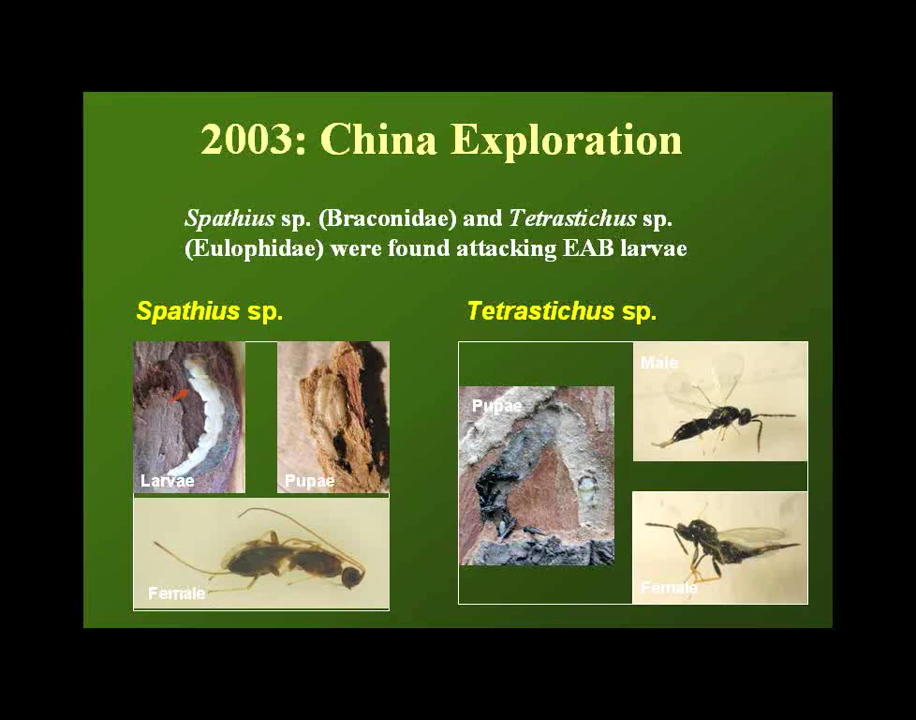 2003: China Exploration
Spathius sp. (Braconidae) and Tetrastichus sp.
(Eulophidae) were found attacking EAB larvae
Spathius sp.
Larvae
Pupae
Female
Tetrastichus sp.
Pupae
Male
Female